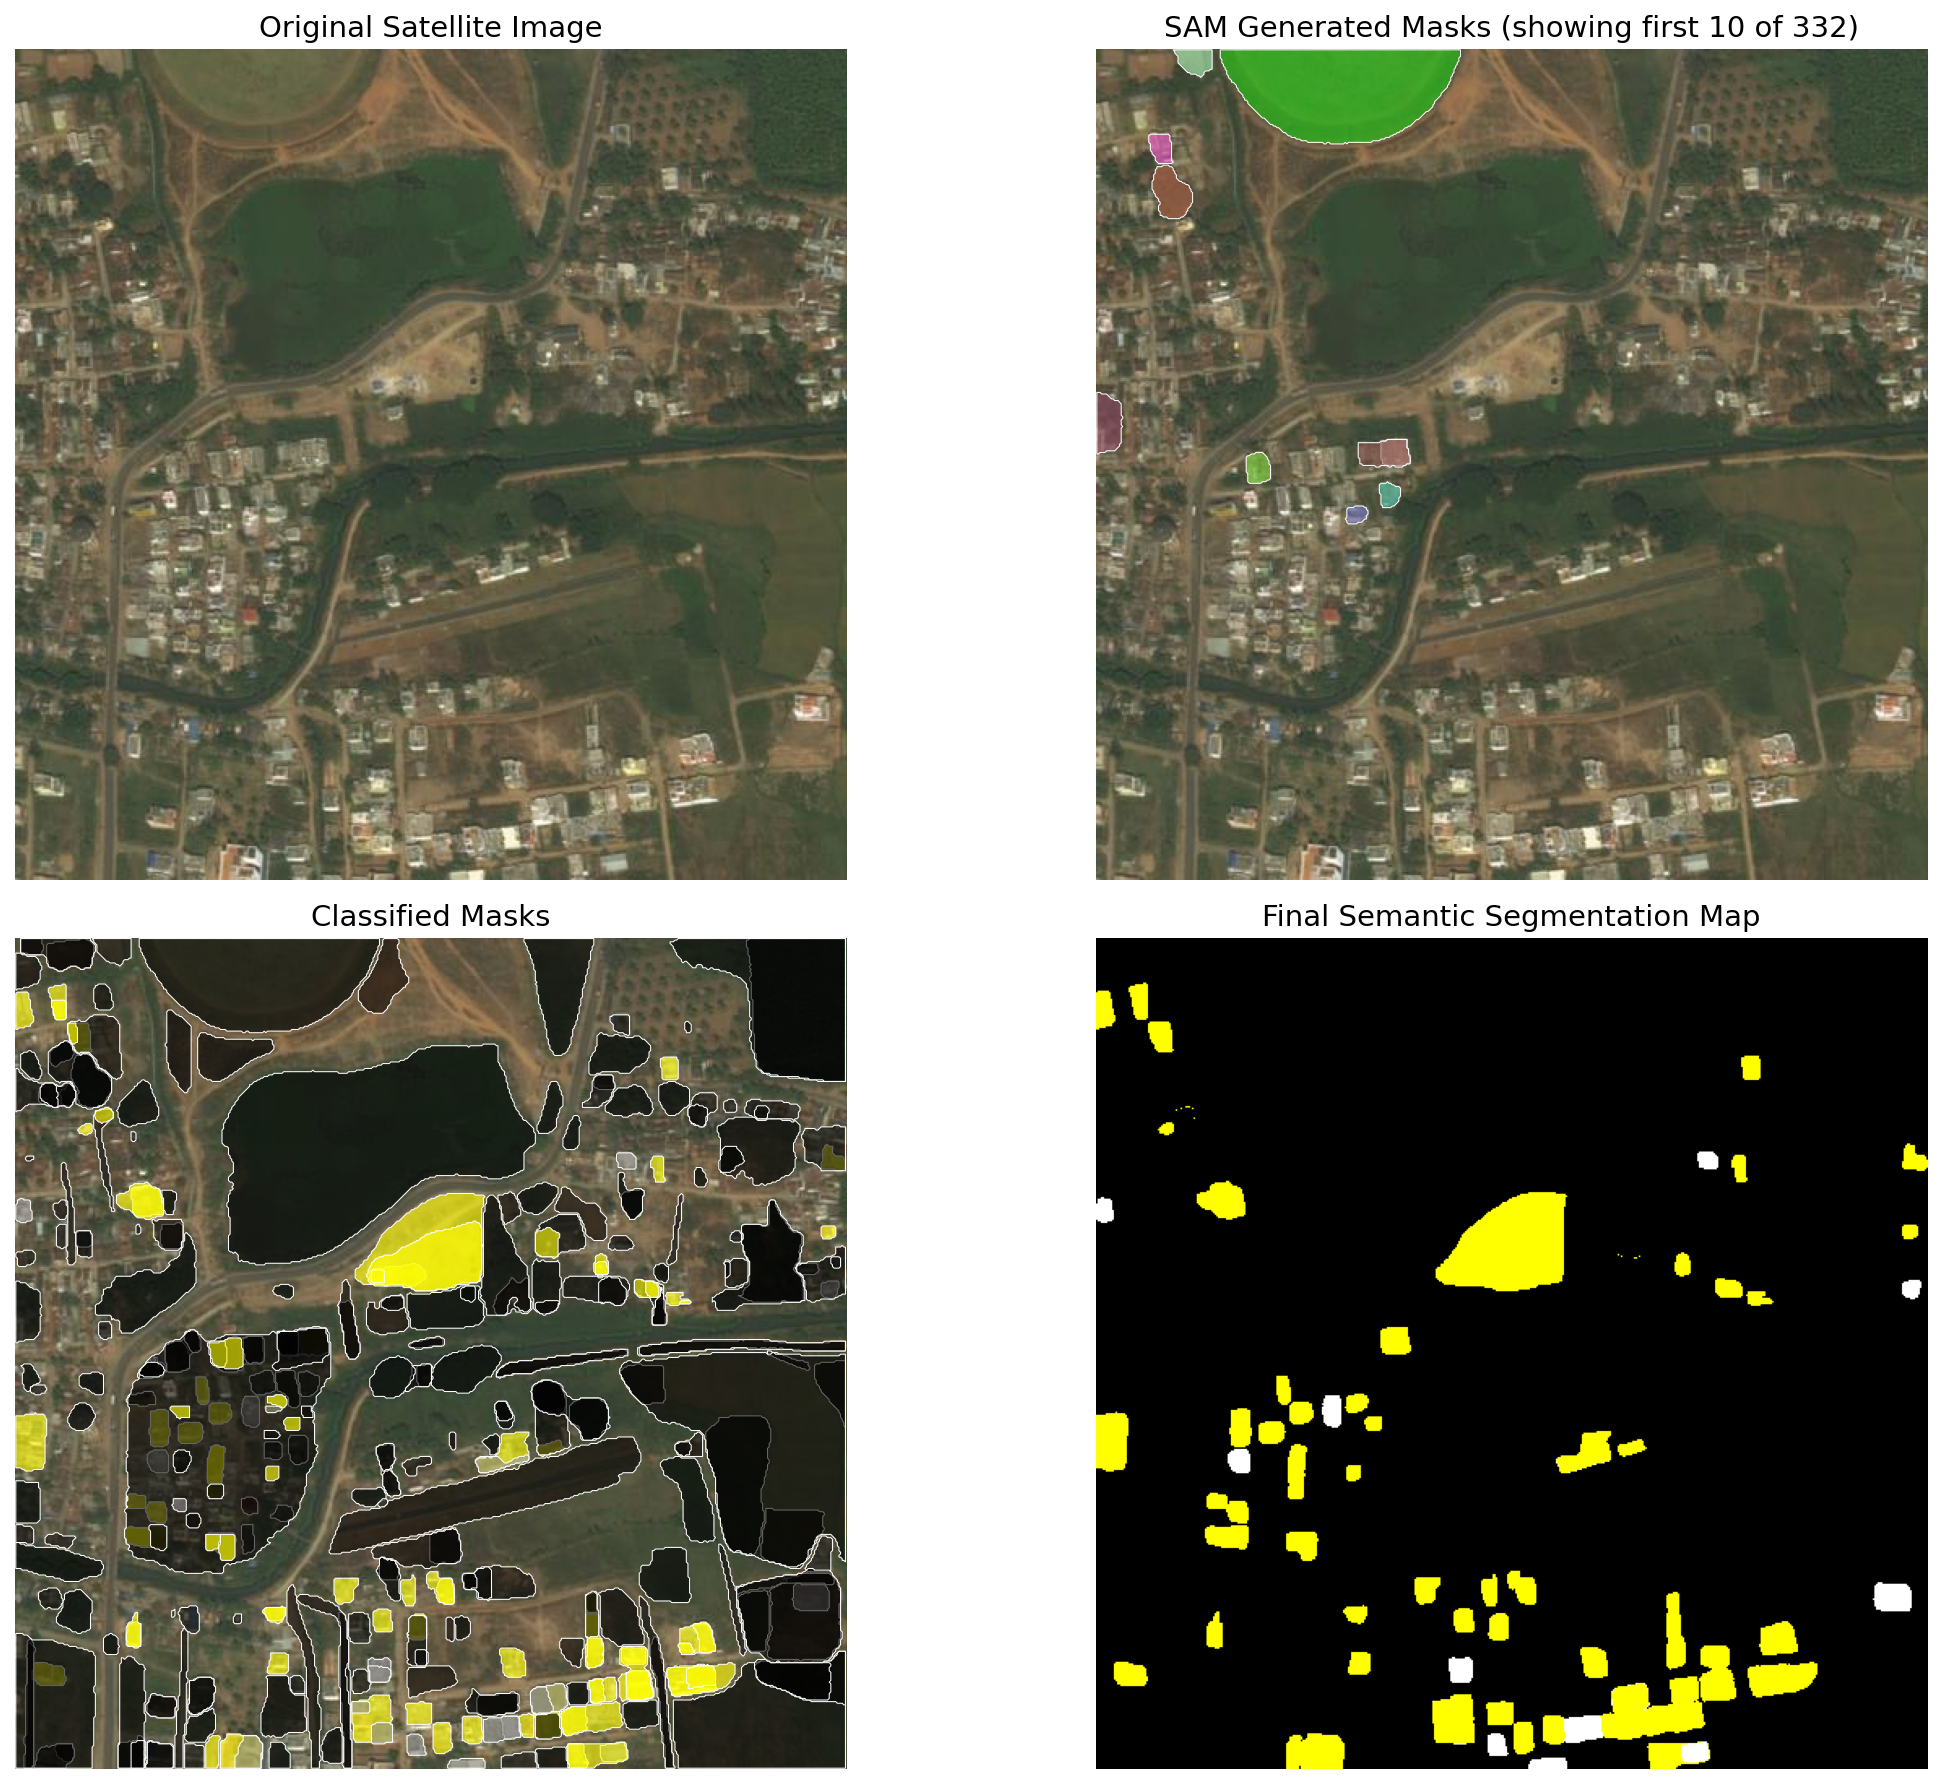 Original Satellite Image
SAM Generated Masks (showing first 10 of 332)
Classified Masks
Final Semantic Segmentation Map